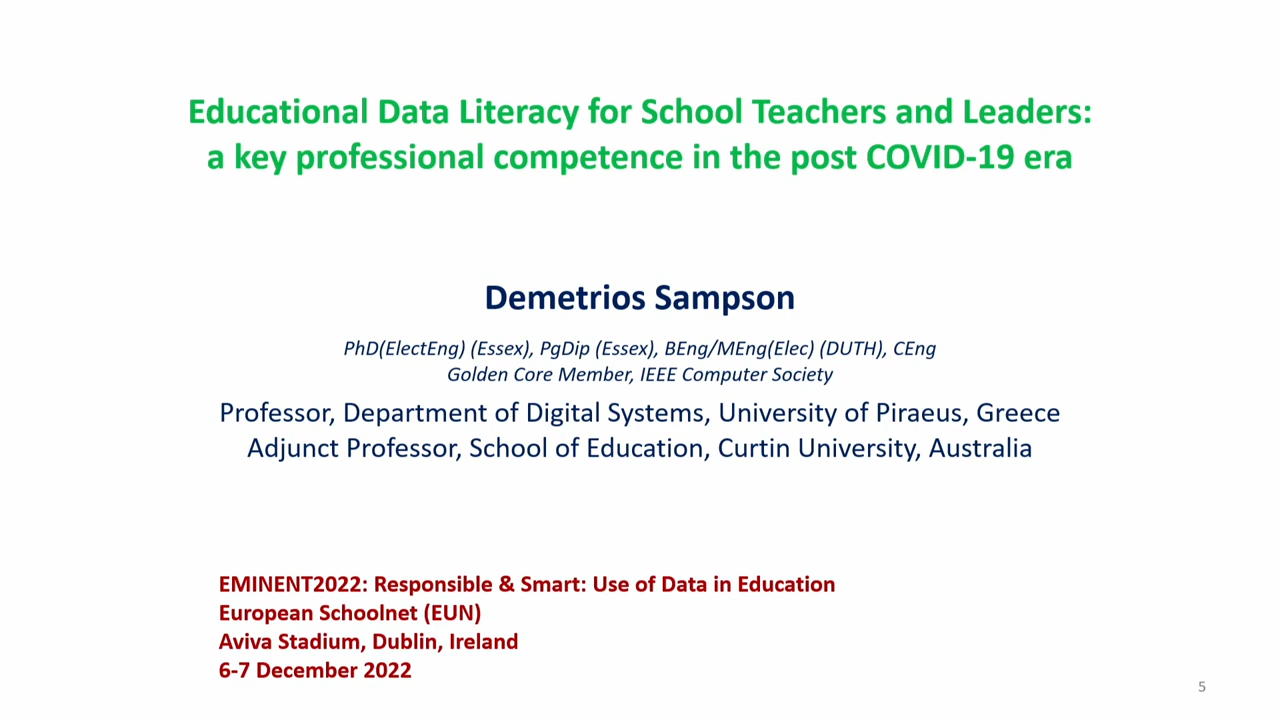 Educational Data Literacy for School Teachers and Leaders:
a key professional competence in the post COVID-19 era
Demetrios Sampson
PhD(ElectEng) (Essex), PgDip (Essex), BEng/MEng(Elec) (DUTH), CEng
Golden Core Member, IEEE Computer Society
Professor, Department of Digital Systems, University of Piraeus, Greece
Adjunct Professor, School of Education, Curtin University, Australia
EMINENT2022: Responsible & Smart: Use of Data in Education
European Schoolnet (EUN)
Aviva Stadium, Dublin, Ireland
6-7 December 2022
5